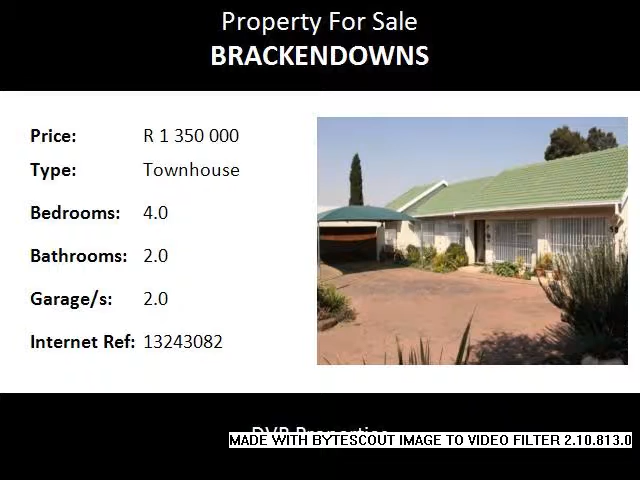 Property For Sale
BRACKENDOWNS
Price: R 1 350 000
Type: Townhouse
Bedrooms: 4.0
Bathrooms: 2.0
Garage/s: 2.0
Internet Ref: 13243082
MADE WITH BYTESCOUT IMAGE TO VIDEO FILTER 2.10.813.0